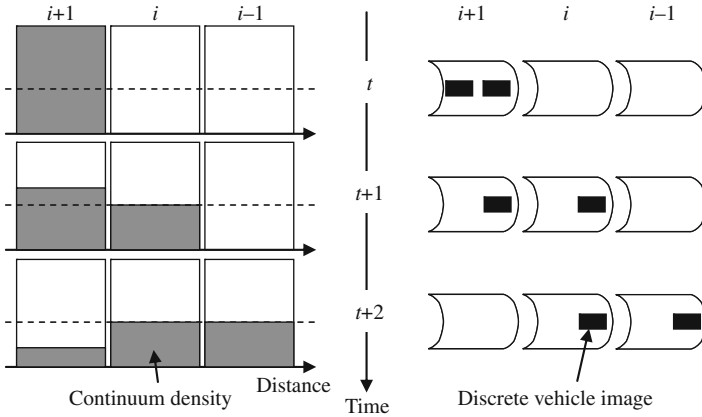 i+1 i i–1
i+1 i i–1
t
t+1
t+2
Distance
Continuum density
Time
Discrete vehicle image